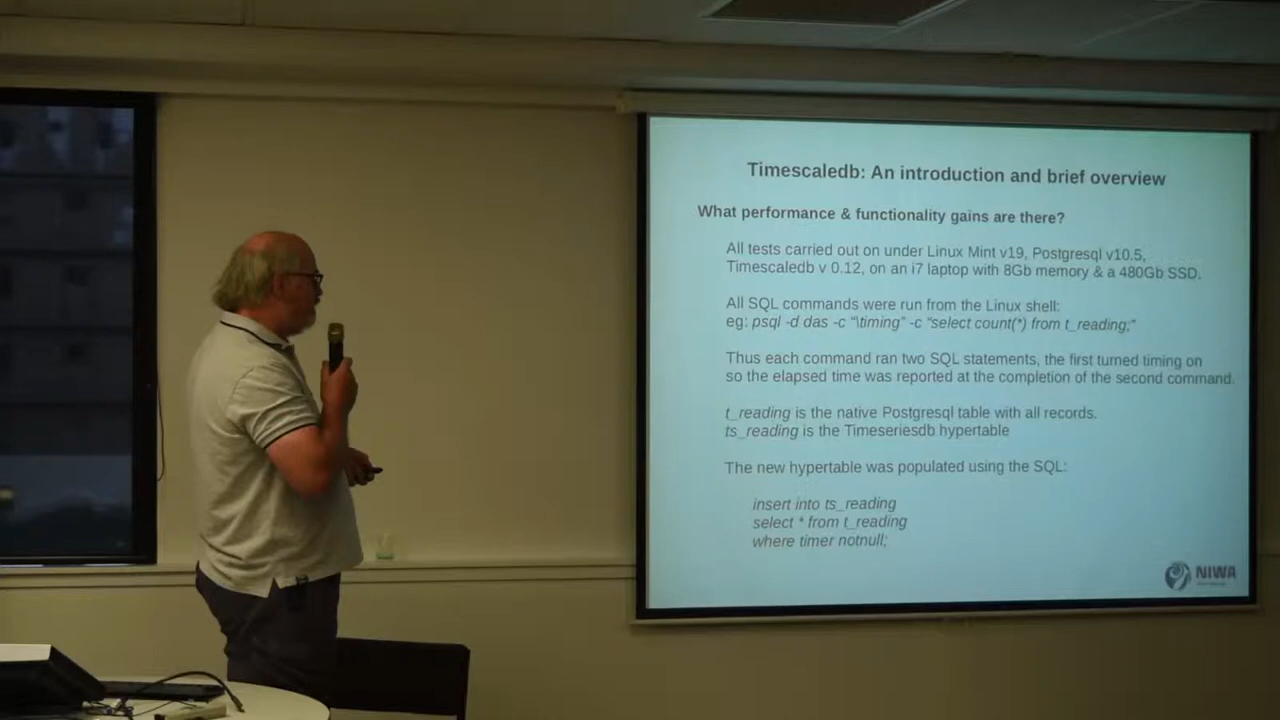 Timescaledb: An introduction and brief overview
What performance & functionality gains are there?
All tests carried out on under Linux Mint v19, Postgresql v10.5,
Timescaledb v 0.12, on an i7 laptop with 8Gb memory & a 480Gb SSD.
All SQL commands were run from the Linux shell:
eg: psql -d das -c “\timing” -c “select count(*) from t_reading;”
Thus each command ran two SQL statements, the first turned timing on
so the elapsed time was reported at the completion of the second command.
t_reading is the native Postgresql table with all records.
ts_reading is the Timeseriesdb hypertable
The new hypertable was populated using the SQL:
insert into ts_reading
select * from t_reading
where timer notnull;
NIWA